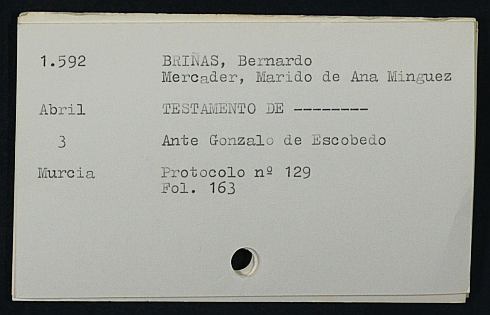 1.592 BRIÑAS, Bernardo
Mercader, Marido de Ana Minguez
Abril TESTAMENTO DE --------
3 Ante Gonzalo de Escobedo
Murcia Protocolo nº 129
Fol. 163